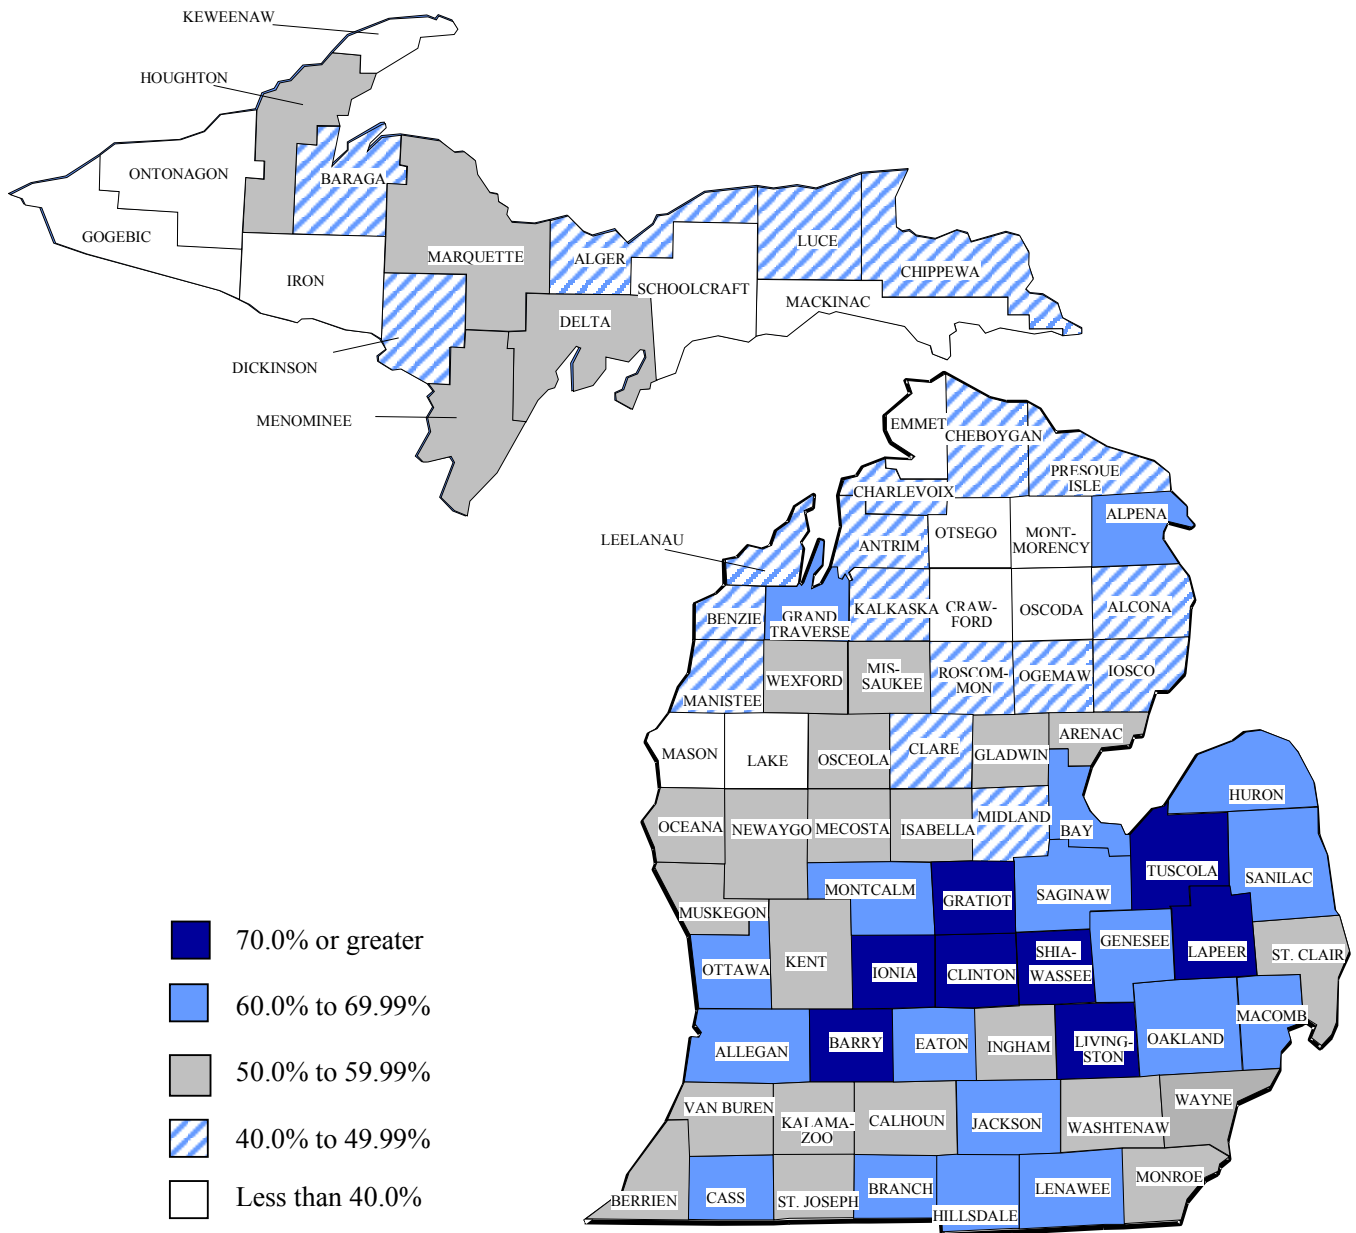 KEWEENAW
HOUGHTON
ONTONAGON
BARAGA
GOGEBIC
LUCE
MARQUETTE
ALGER
CHIPPEWA
IRON
SCHOOLCRAFT
MACKINAC
DELTA
DICKINSON
MENOMINEE
EMMET
CHEBOYGAN
PRESQUE
ISLE
CHARLEVOIX
ALPENA
LEELANAU
ANTRIM
OTSEGO
MONT-
MORENCY
BENZIE
GRAND
TRAVERSE
KALKASKA
CRAW-
FORD
OSCODA
ALCONA
MANISTEE
WEXFORD
MIS-
SAUKEE
ROSCOM-
MON
OGEMAW
IOSCO
MASON
LAKE
OSCEOLA
CLARE
GLADWIN
ARENAC
HURON
OCEANA
NEWAYGO
MECOSTA
ISABELLA
MIDLAND
BAY
TUSCOLA
SANILAC
MONTCALM
GRATIOT
SAGINAW
MUSKEGON
70.0% or greater
OTTAWA
KENT
IONIA
CLINTON
SHIA-
WASSEE
GENESEE
LAPEER
ST. CLAIR
60.0% to 69.99%
MACOMB
ALLEGAN
BARRY
EATON
INGHAM
LIVING-
STON
OAKLAND
50.0% to 59.99%
VAN BUREN
KALAMA-
ZOO
CALHOUN
JACKSON
WASHTENAW
WAYNE
40.0% to 49.99%
BERRIEN
CASS
ST. JOSEPH
BRANCH
HILLSDALE
LENAWEE
MONROE
Less than 40.0%